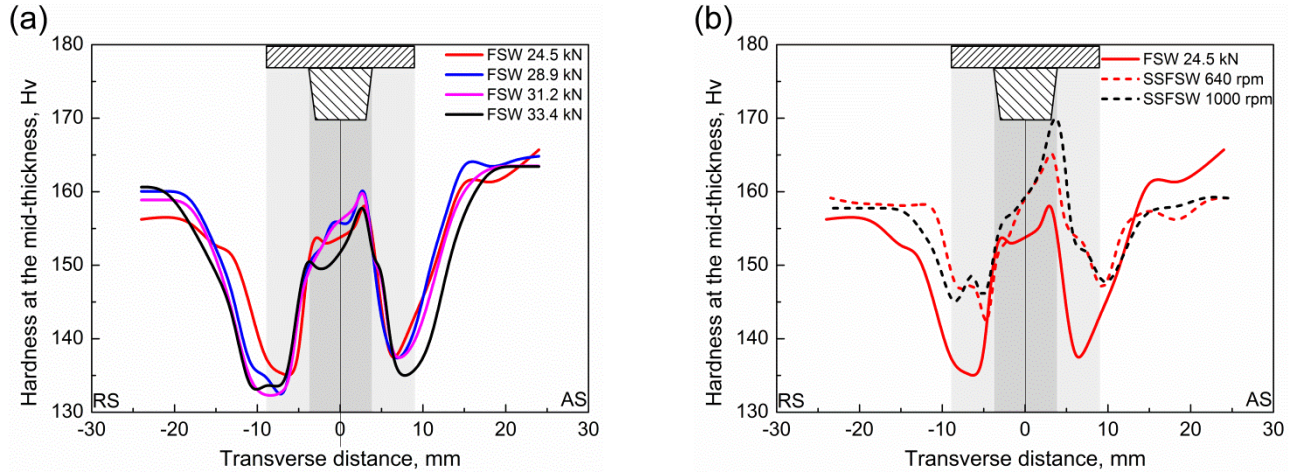 (a)
Hardness at the mid-thickness, Hv
180
170
160
150
140
130
FSW 24.5 kN
FSW 28.9 kN
FSW 31.2 kN
FSW 33.4 kN
RS
AS
-30 -20 -10 0 10 20 30
Transverse distance, mm
(b)
Hardness at the mid-thickness, Hv
180
170
160
150
140
130
FSW 24.5 kN
SSFSW 640 rpm
SSFSW 1000 rpm
RS
AS
-30 -20 -10 0 10 20 30
Transverse distance, mm